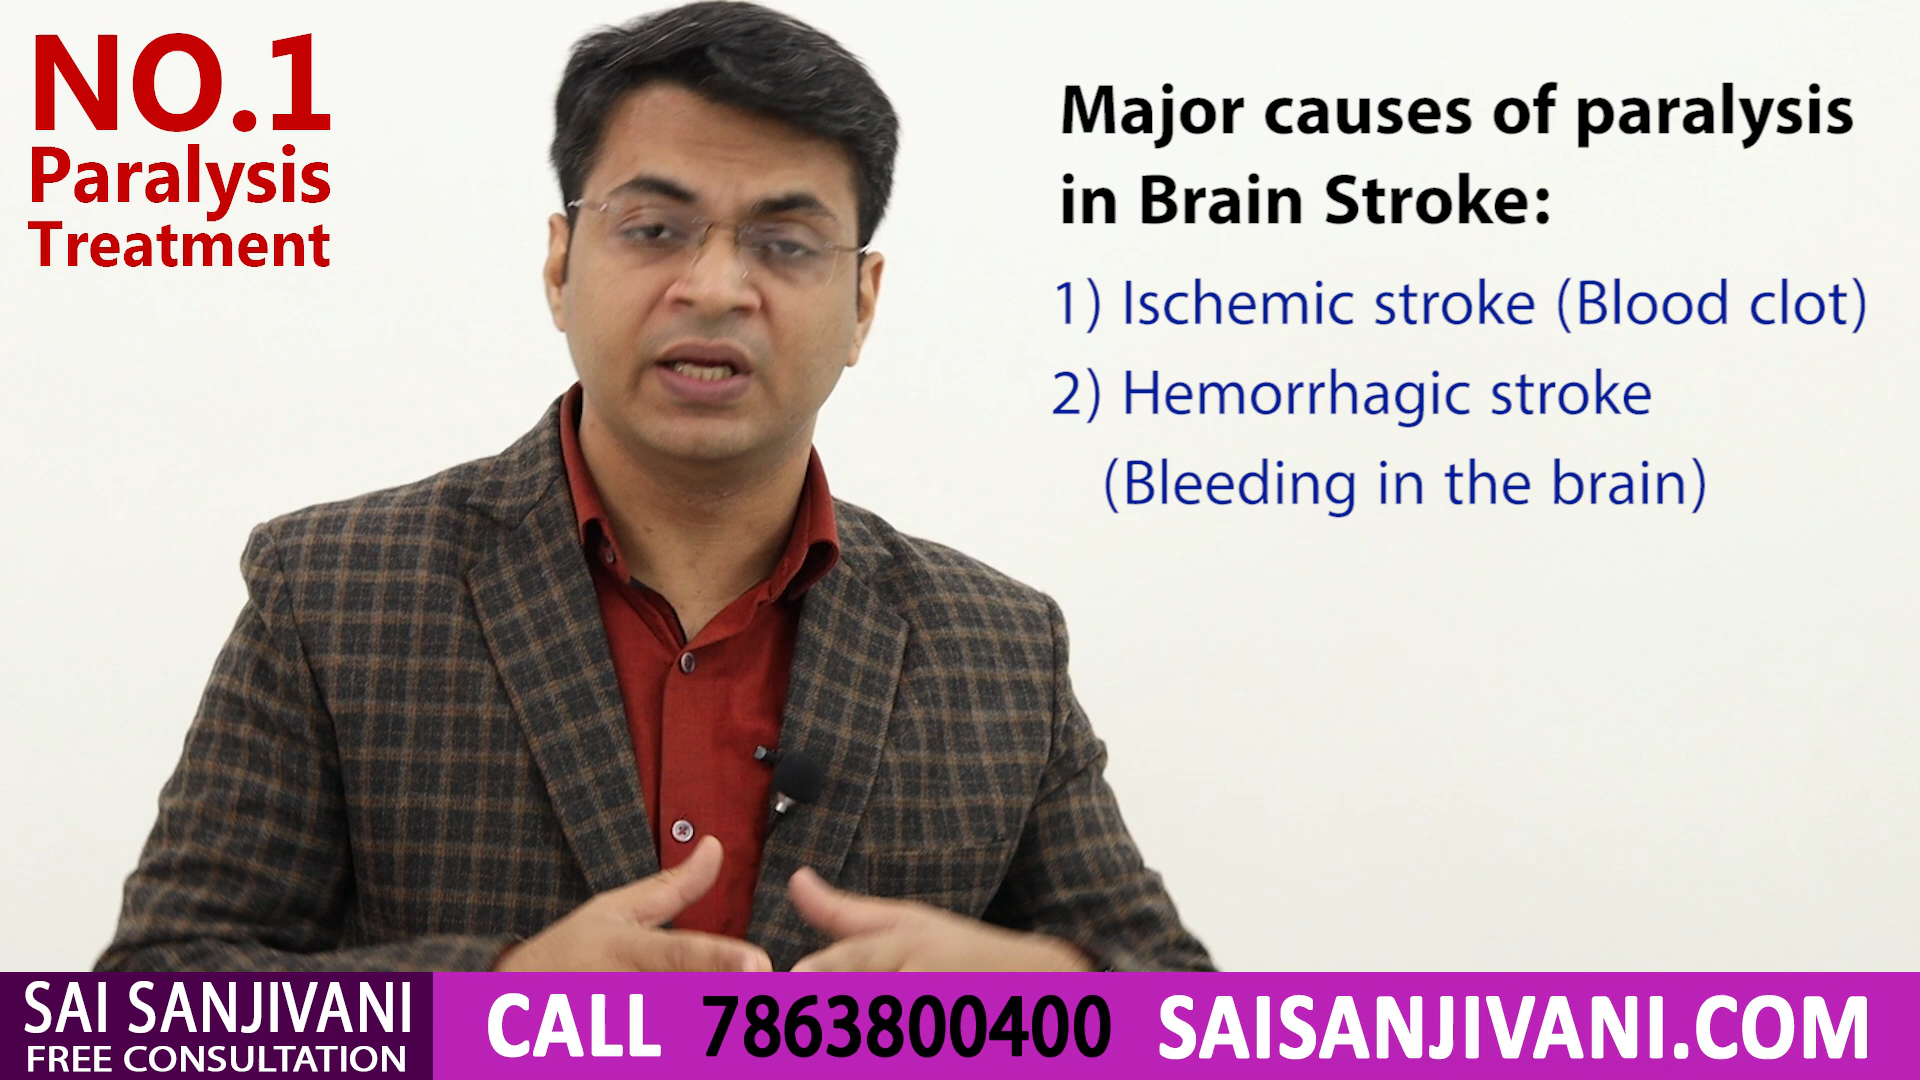 NO.1
Paralysis
Treatment
Major causes of paralysis
in Brain Stroke:
1) Ischemic stroke (Blood clot)
2) Hemorrhagic stroke
(Bleeding in the brain)
SAI SANJIVANI
FREE CONSULTATION
CALL 7863800400 SAISANJIVANI.COM